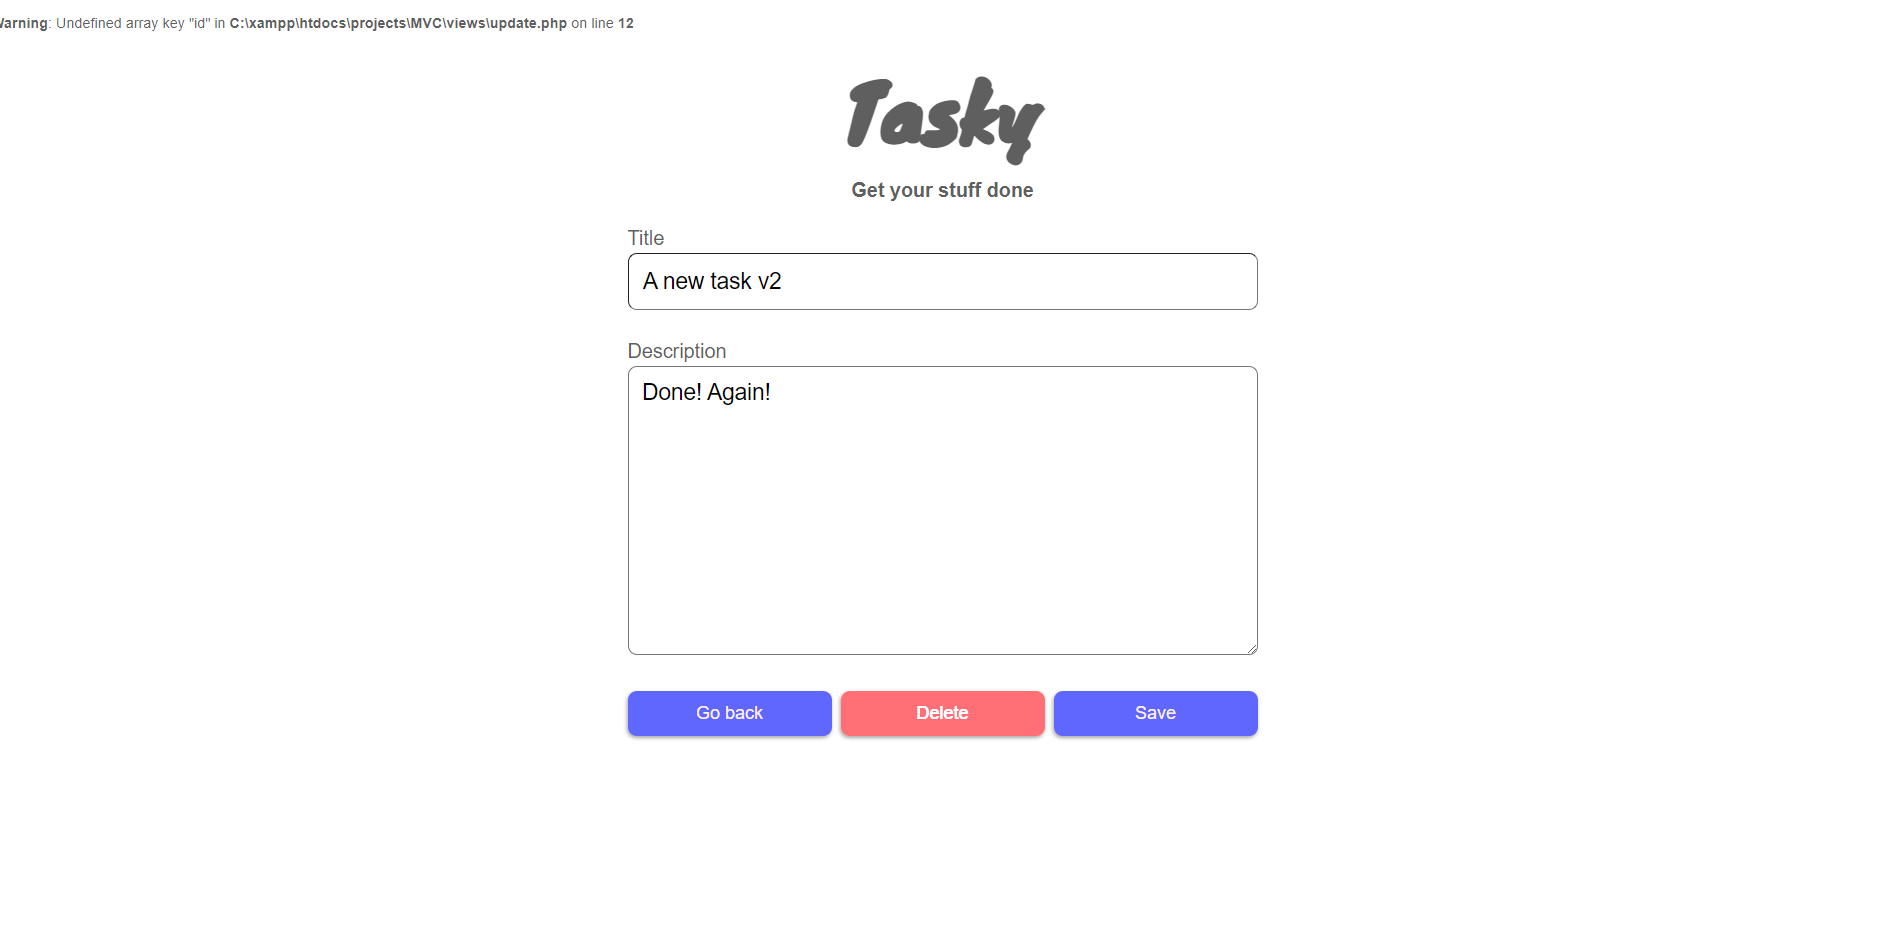 Warning: Undefined array key "id" in C:\xampp\htdocs\projects\MVC\views\update.php on line 12
Tasky
Get your stuff done
Title
A new task v2
Description
Done! Again!
Go back
Delete
Save